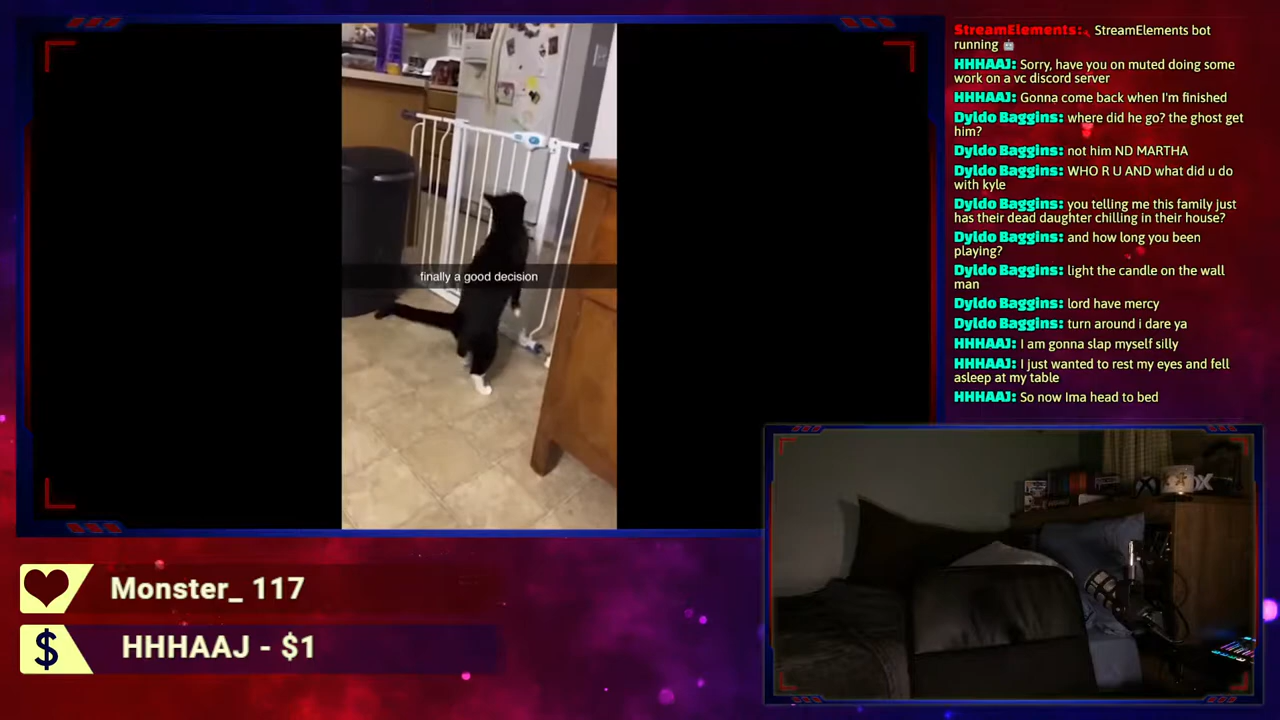 finally a good decision
StreamElements: StreamElements bot
running 🤖
HHHAAJ: Sorry, have you on muted doing some
work on a vc discord server
HHHAAJ: Gonna come back when I'm finished
Dyldo Baggins: where did he go? the ghost get
him?
Dyldo Baggins: not him ND MARTHA
Dyldo Baggins: WHO R U AND what did u do
with kyle
Dyldo Baggins: you telling me this family just
has their dead daughter chilling in their house?
Dyldo Baggins: and how long you been
playing?
Dyldo Baggins: light the candle on the wall
man
Dyldo Baggins: lord have mercy
Dyldo Baggins: turn around i dare ya
HHHAAJ: I am gonna slap myself silly
HHHAAJ: I just wanted to rest my eyes and fell
asleep at my table
HHHAAJ: So now Ima head to bed
Monster_ 117
$ HHHAAJ - $1